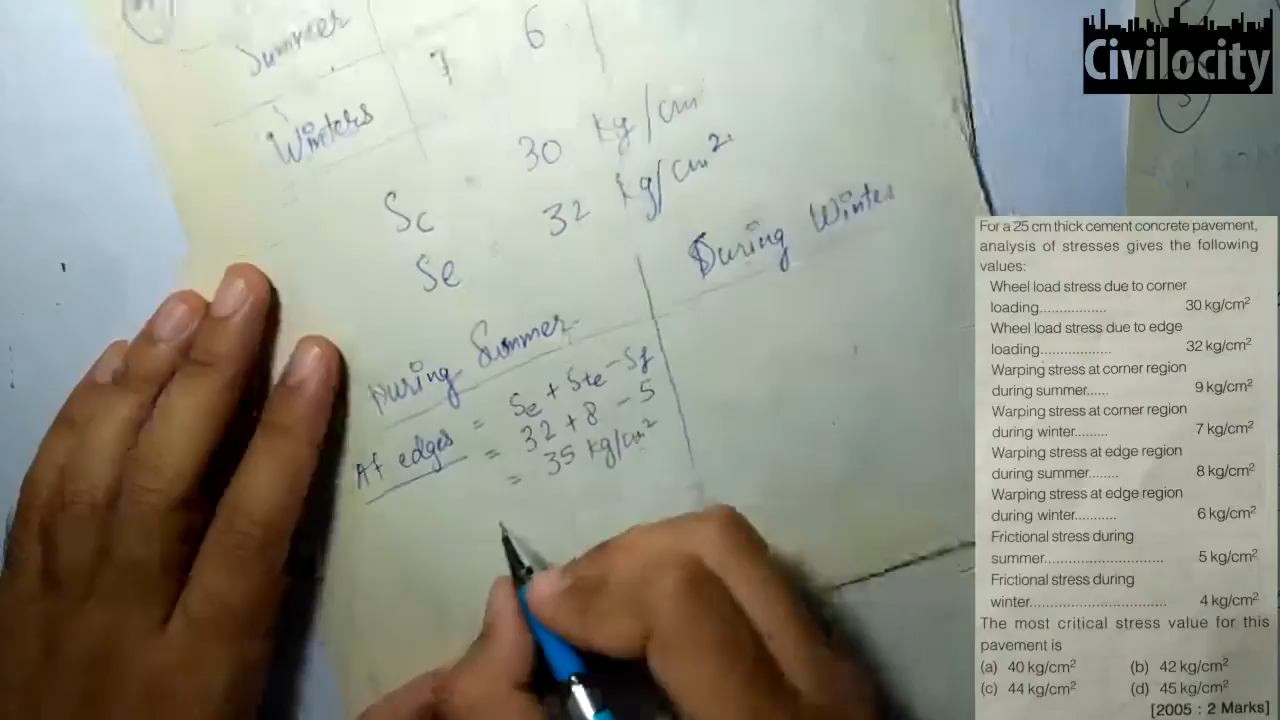 Civilocity
Summer 6
Winters 7
Sc 30 kg/cm
Se 32 kg/cm².
During Summer. During Winter
At edges = Se + Ste - Sf
= 32 + 8 - 5
= 35 kg/cm²
For a 25 cm thick cement concrete pavement,
analysis of stresses gives the following
values:
Wheel load stress due to corner
loading................. 30 kg/cm²
Wheel load stress due to edge
loading.................. 32 kg/cm²
Warping stress at corner region
during summer...... 9 kg/cm²
Warping stress at corner region
during winter......... 7 kg/cm²
Warping stress at edge region
during summer........ 8 kg/cm²
Warping stress at edge region
during winter........... 6 kg/cm²
Frictional stress during
summer................................ 5 kg/cm²
Frictional stress during
winter..................................... 4 kg/cm²
The most critical stress value for this
pavement is
(a) 40 kg/cm² (b) 42 kg/cm²
(c) 44 kg/cm² (d) 45 kg/cm²
[2005 : 2 Marks]